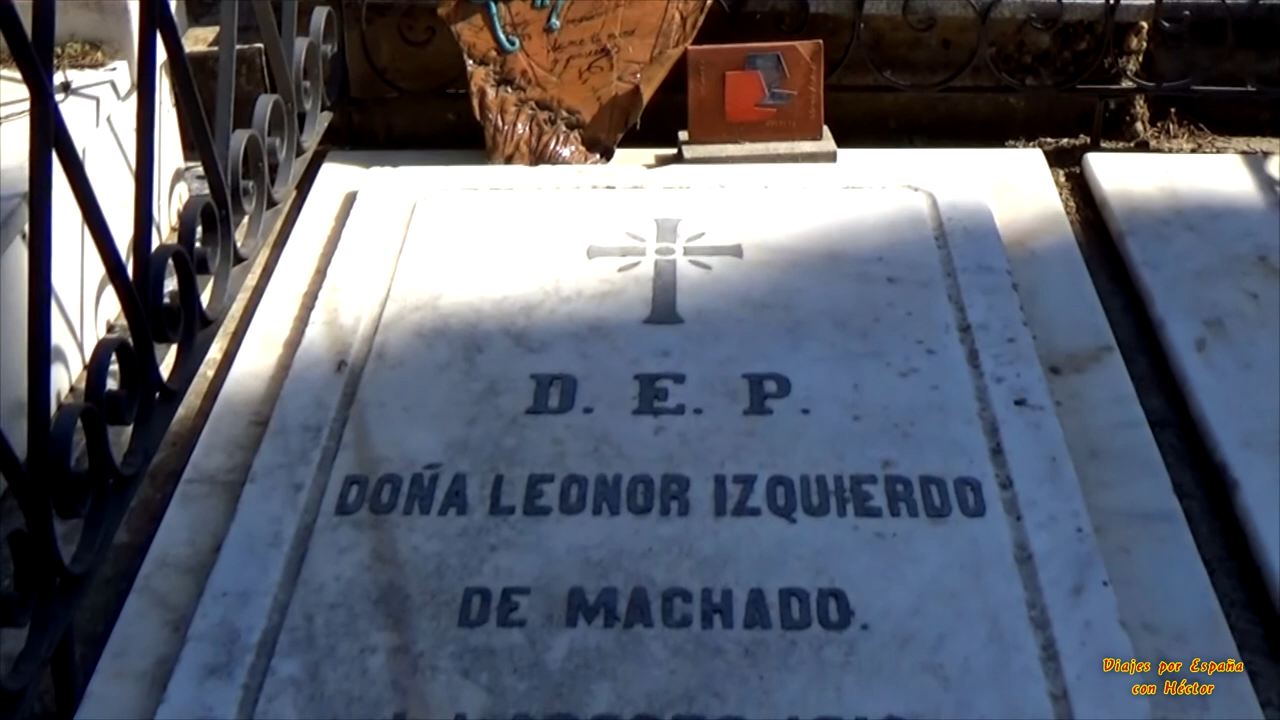 D. E. P.
DOÑA LEONOR IZQUIERDO
DE MACHADO.
Viajes por España
con Héctor